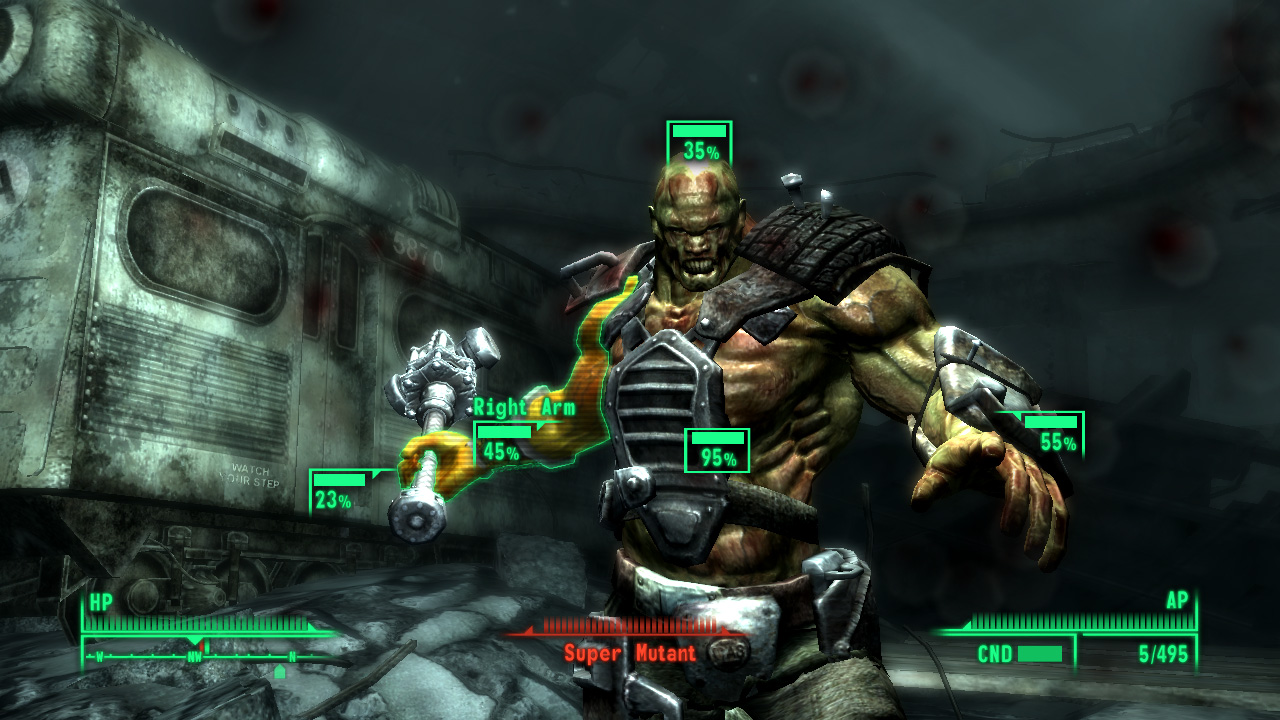 35%
5870
Right Arm
45%
95%
55%
23%
WATCH
YOUR STEP
HP
AP
W NW N
Super Mutant
CND
5/495